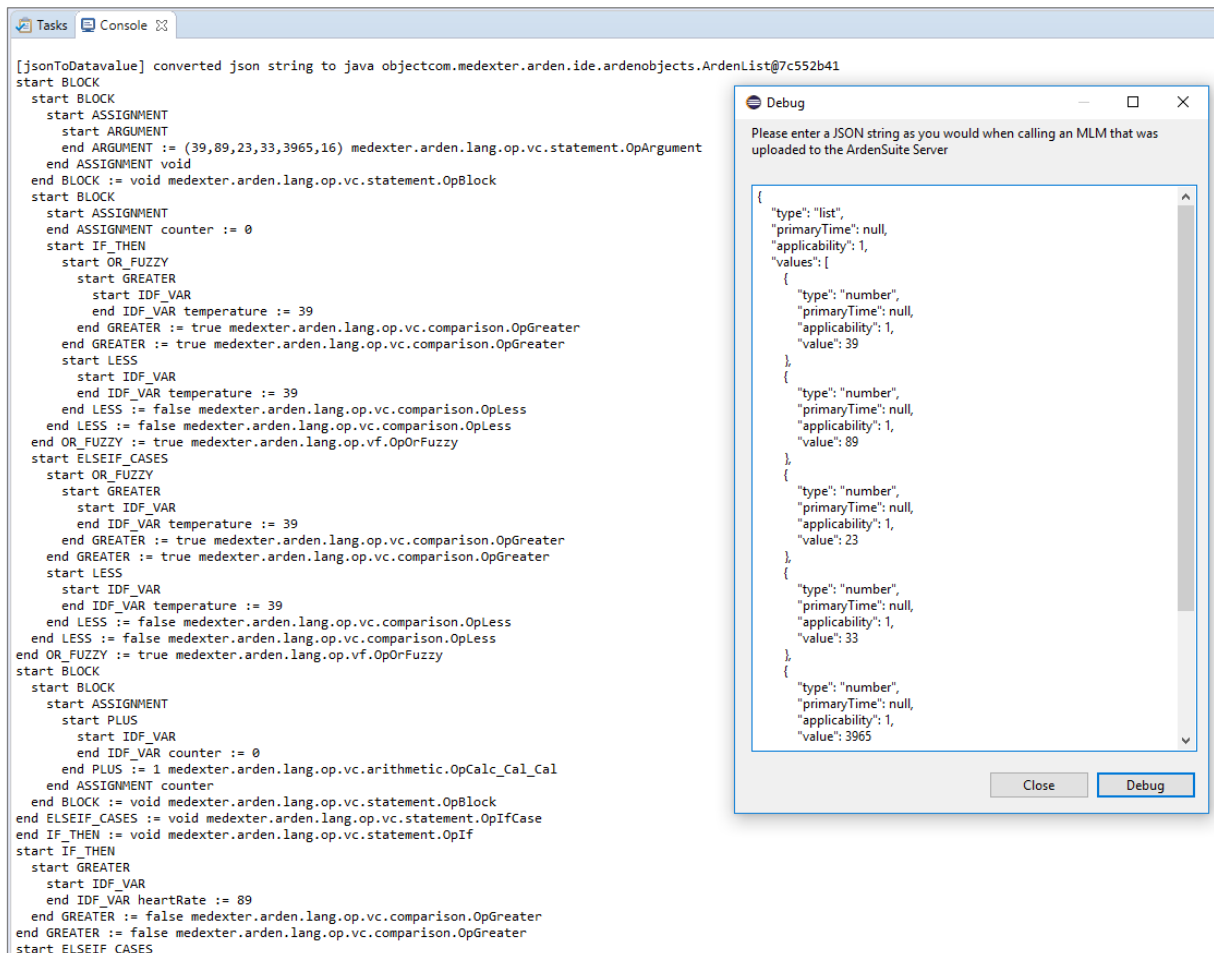 Tasks Console
[jsonToDatavalue] converted json string to java objectcom.medexter.arden.ide.ardenobjects.ArdenList@7c552b41
start BLOCK
start BLOCK
start ASSIGNMENT
start ARGUMENT
end ARGUMENT := (39,89,23,33,3965,16) medexter.arden.lang.op.vc.statement.OpArgument
end ASSIGNMENT void
end BLOCK := void medexter.arden.lang.op.vc.statement.OpBlock
start BLOCK
start ASSIGNMENT
end ASSIGNMENT counter := 0
start IF_THEN
start OR_FUZZY
start GREATER
start IDF_VAR
end IDF_VAR temperature := 39
end GREATER := true medexter.arden.lang.op.vc.comparison.OpGreater
end GREATER := true medexter.arden.lang.op.vc.comparison.OpGreater
start LESS
start IDF_VAR
end IDF_VAR temperature := 39
end LESS := false medexter.arden.lang.op.vc.comparison.OpLess
end LESS := false medexter.arden.lang.op.vc.comparison.OpLess
end OR_FUZZY := true medexter.arden.lang.op.vf.OpOrFuzzy
start ELSEIF_CASES
start OR_FUZZY
start GREATER
start IDF_VAR
end IDF_VAR temperature := 39
end GREATER := true medexter.arden.lang.op.vc.comparison.OpGreater
end GREATER := true medexter.arden.lang.op.vc.comparison.OpGreater
start LESS
start IDF_VAR
end IDF_VAR temperature := 39
end LESS := false medexter.arden.lang.op.vc.comparison.OpLess
end LESS := false medexter.arden.lang.op.vc.comparison.OpLess
end OR_FUZZY := true medexter.arden.lang.op.vf.OpOrFuzzy
start BLOCK
start BLOCK
start ASSIGNMENT
start PLUS
start IDF_VAR
end IDF_VAR counter := 0
end PLUS := 1 medexter.arden.lang.op.vc.arithmetic.OpCalc_Cal_Cal
end ASSIGNMENT counter
end BLOCK := void medexter.arden.lang.op.vc.statement.OpBlock
end ELSEIF_CASES := void medexter.arden.lang.op.vc.statement.OpIfCase
end IF_THEN := void medexter.arden.lang.op.vc.statement.OpIf
start IF_THEN
start GREATER
start IDF_VAR
end IDF_VAR heartRate := 89
end GREATER := false medexter.arden.lang.op.vc.comparison.OpGreater
end GREATER := false medexter.arden.lang.op.vc.comparison.OpGreater
start ELSEIF CASES
Debug
Please enter a JSON string as you would when calling an MLM that was
uploaded to the ArdenSuite Server
{
"type": "list",
"primaryTime": null,
"applicability": 1,
"values": [
{
"type": "number",
"primaryTime": null,
"applicability": 1,
"value": 39
},
{
"type": "number",
"primaryTime": null,
"applicability": 1,
"value": 89
},
{
"type": "number",
"primaryTime": null,
"applicability": 1,
"value": 23
},
{
"type": "number",
"primaryTime": null,
"applicability": 1,
"value": 33
},
{
"type": "number",
"primaryTime": null,
"applicability": 1,
"value": 3965
Close Debug